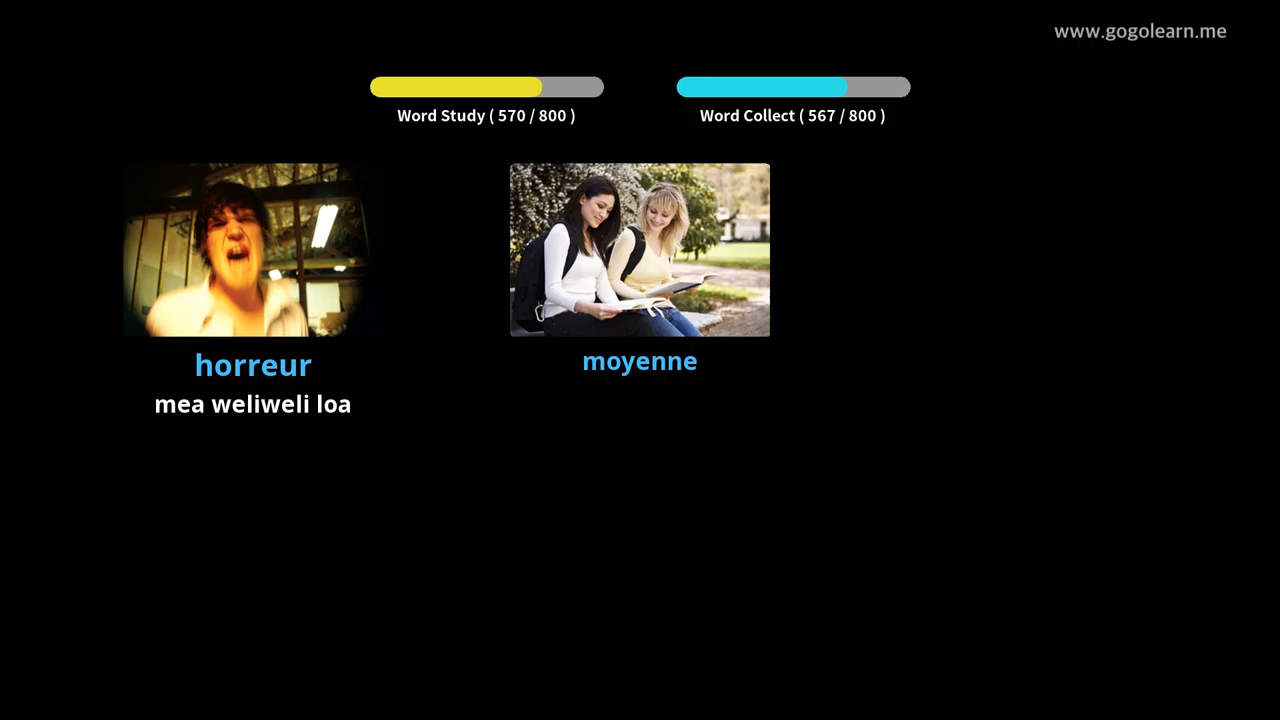 www.gogolearn.me
Word Study ( 570 / 800 )
Word Collect ( 567 / 800 )
horreur
mea weliweli loa
moyenne